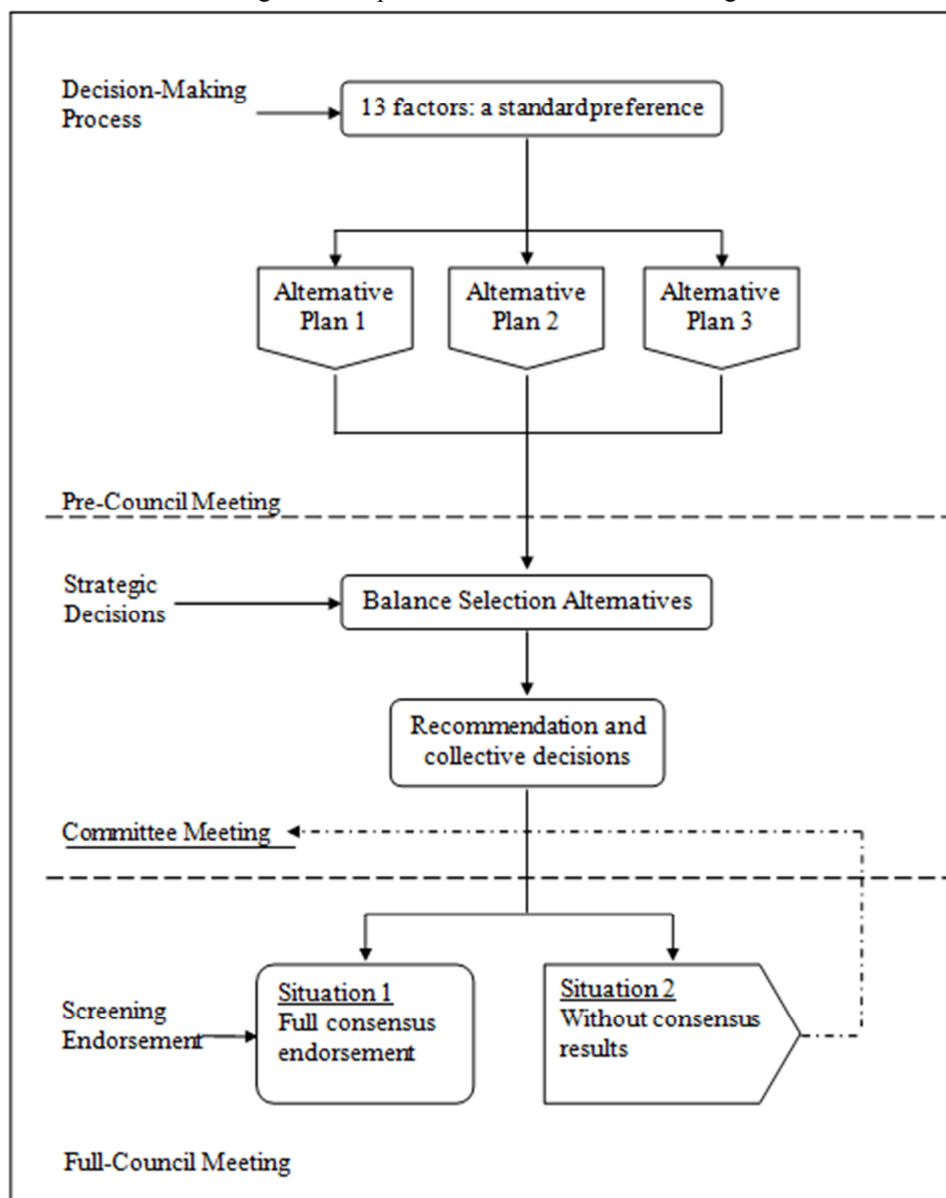 Decision-Making
Process
13 factors: a standardpreference
Alternative
Plan 1
Alternative
Plan 2
Alternative
Plan 3
Pre-Council Meeting
Strategic
Decisions
Balance Selection Alternatives
Recommendation and
collective decisions
Committee Meeting
Situation 1
Full consensus
endorsement
Situation 2
Without consensus
results
Screening
Endorsement
Full-Council Meeting